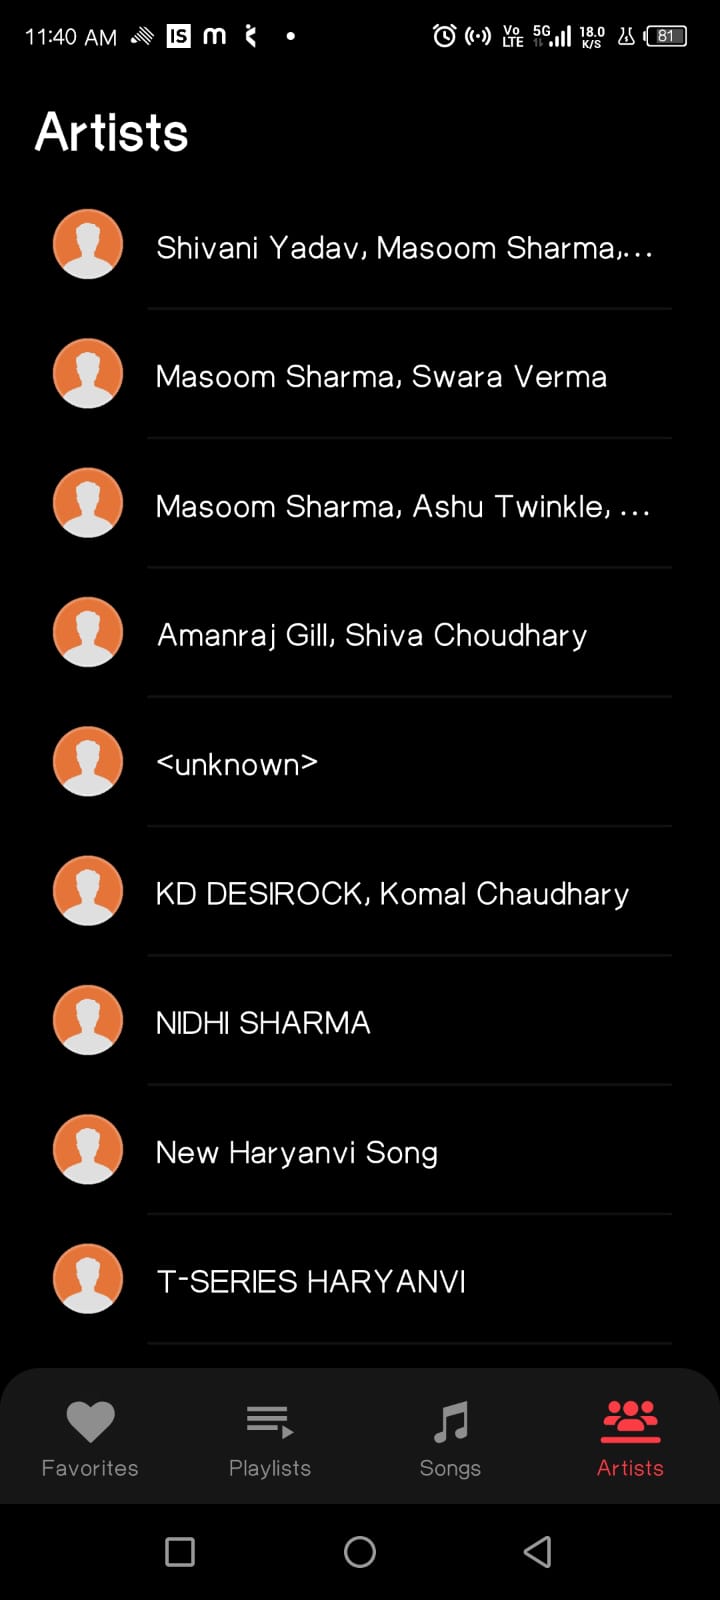 11:40 AM IS m Vo LTE 5G 18.0 K/S 81
Artists
Shivani Yadav, Masoom Sharma,...
Masoom Sharma, Swara Verma
Masoom Sharma, Ashu Twinkle, ...
Amanraj Gill, Shiva Choudhary
<unknown>
KD DESIROCK, Komal Chaudhary
NIDHI SHARMA
New Haryanvi Song
T-SERIES HARYANVI
Favorites Playlists Songs Artists